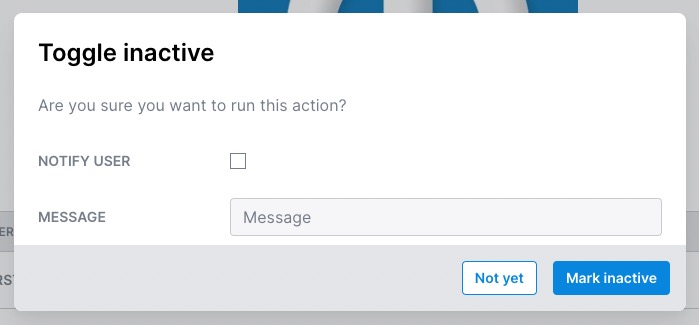 Toggle inactive
Are you sure you want to run this action?
NOTIFY USER
MESSAGE
Message
Not yet
Mark inactive